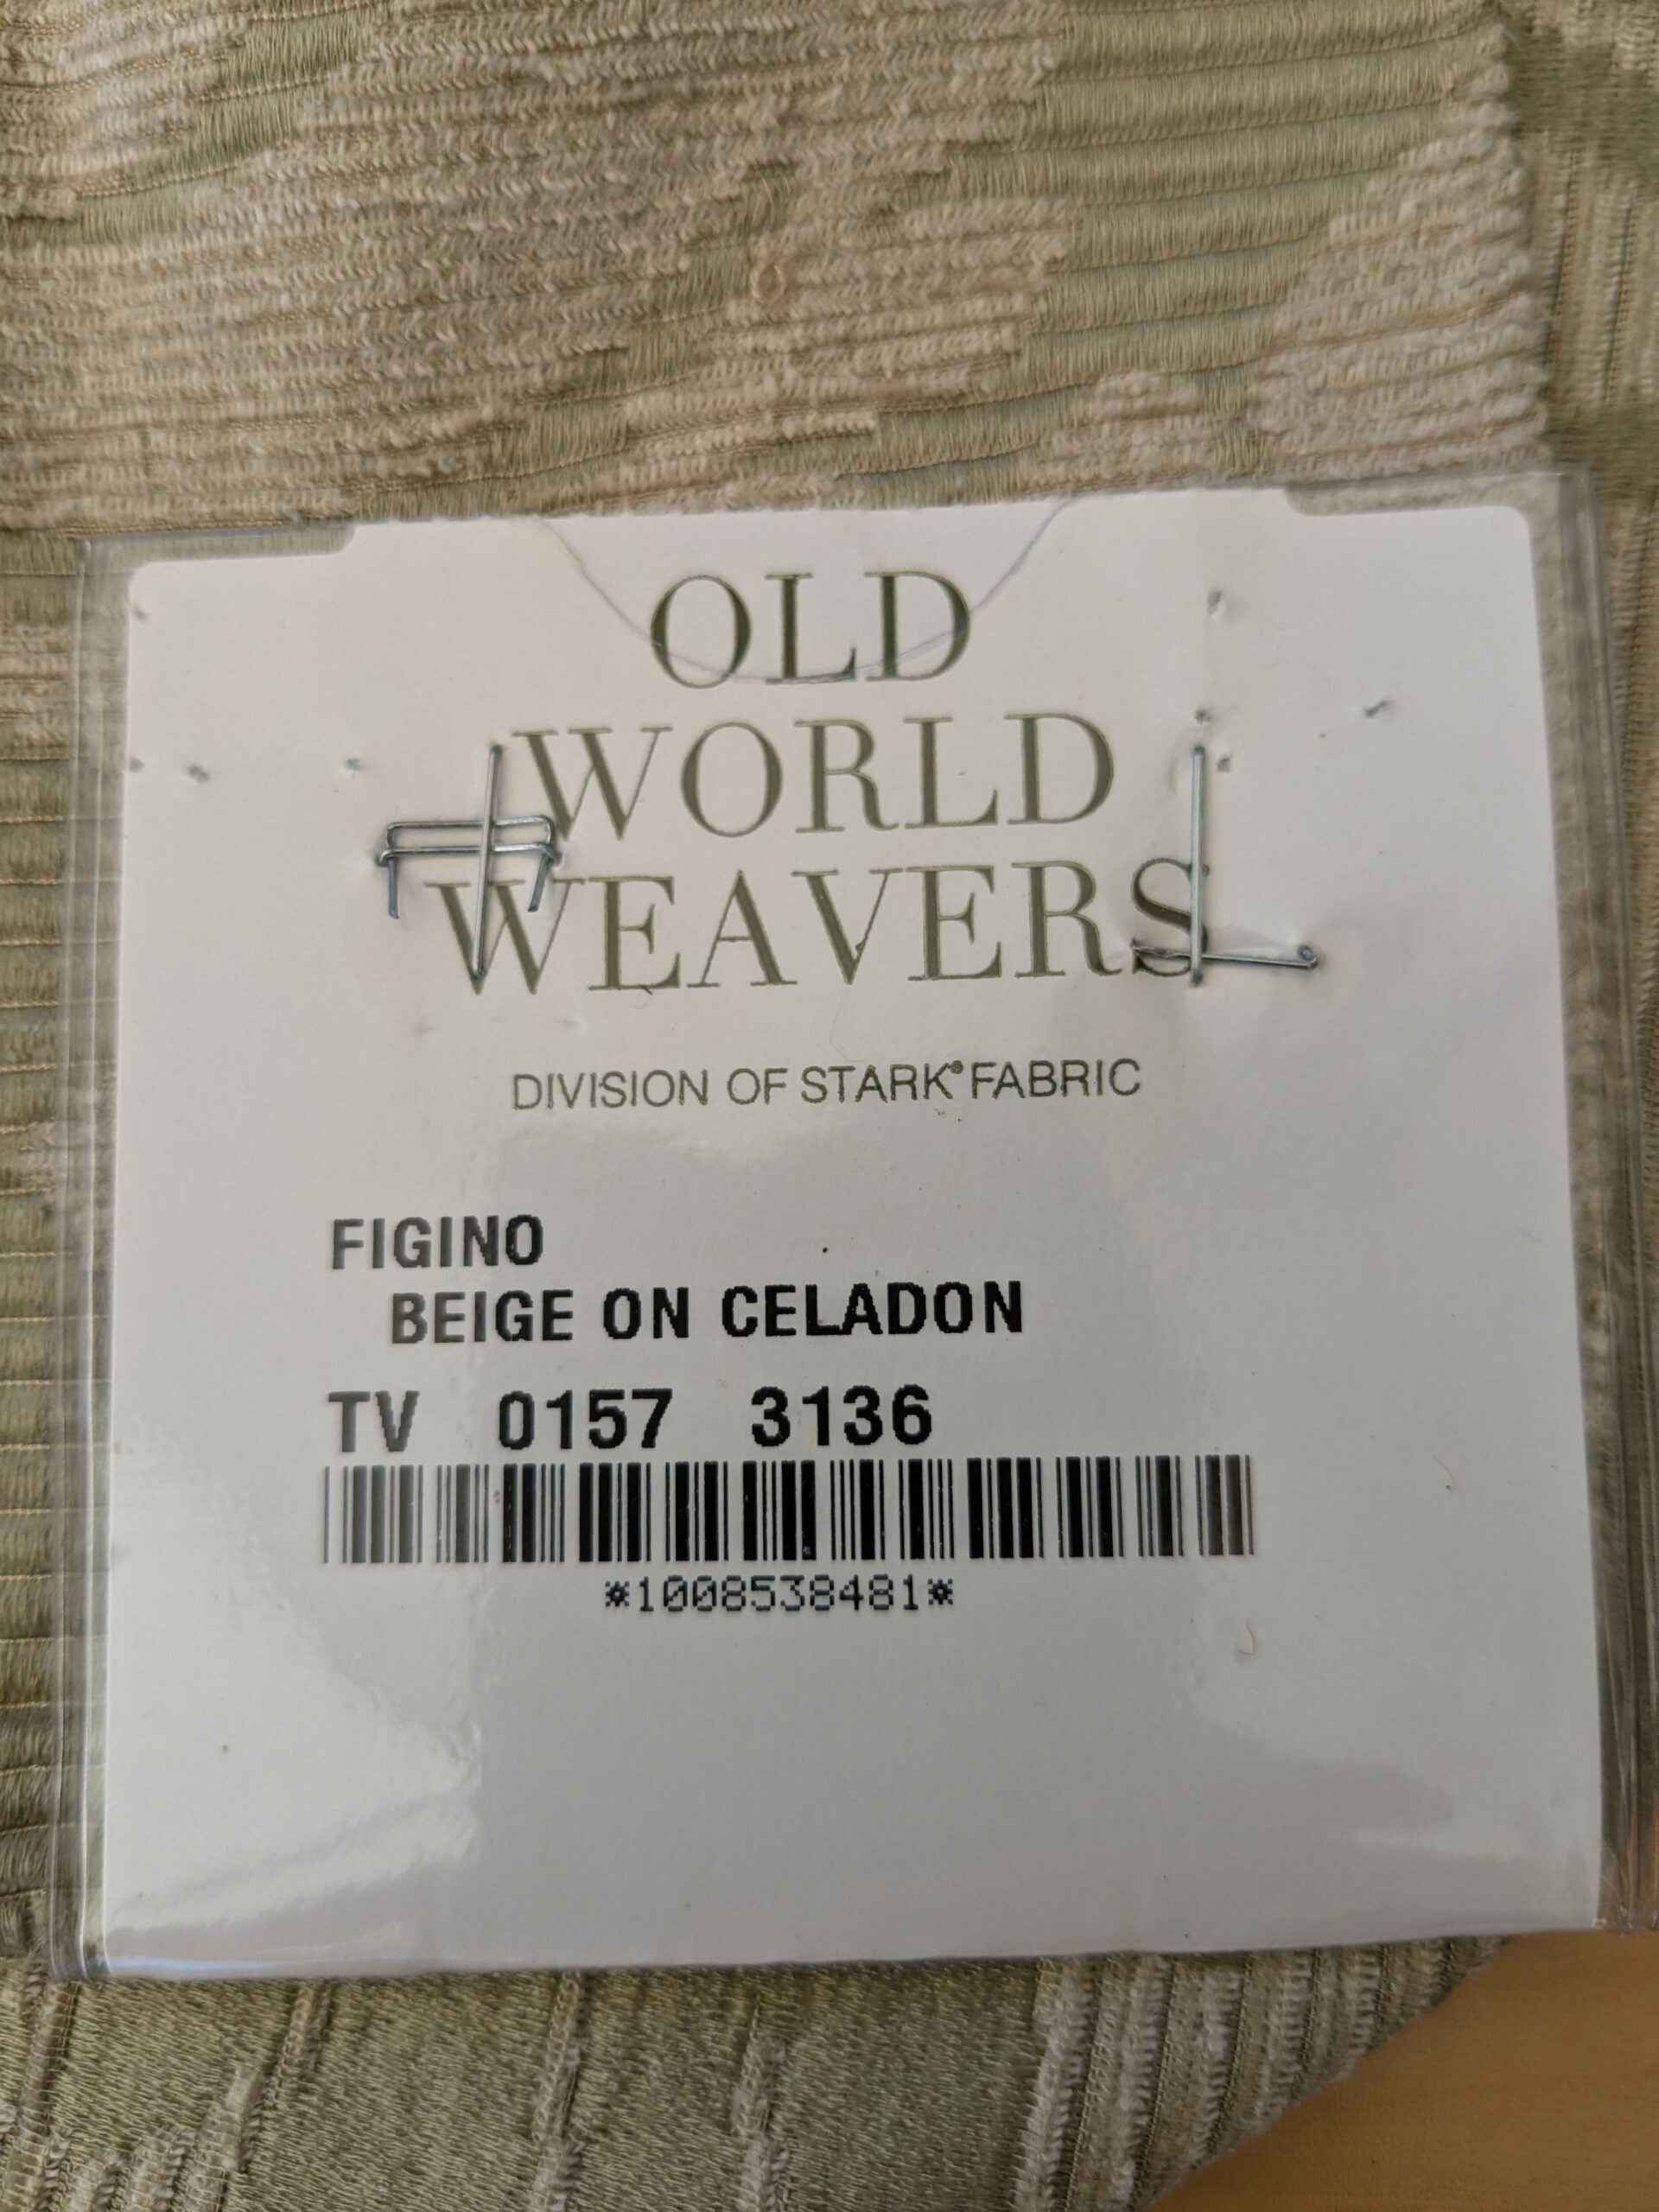 OLD
WORLD
WEAVERS
DIVISION OF STARK® FABRIC
FIGINO
BEIGE ON CELADON
TV 0157 3136
*1008538481*